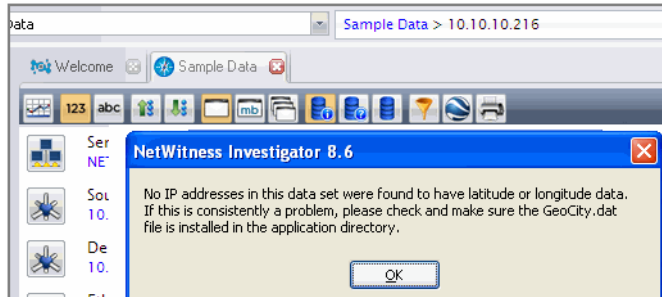 Data
Sample Data > 10.10.10.216
Welcome
Sample Data
123 abc
mb
Ser
NetWitness Investigator 8.6
No IP addresses in this data set were found to have latitude or longitude data.
If this is consistently a problem, please check and make sure the GeoCity.dat
file is installed in the application directory.
Sou
10.
De
10.
OK